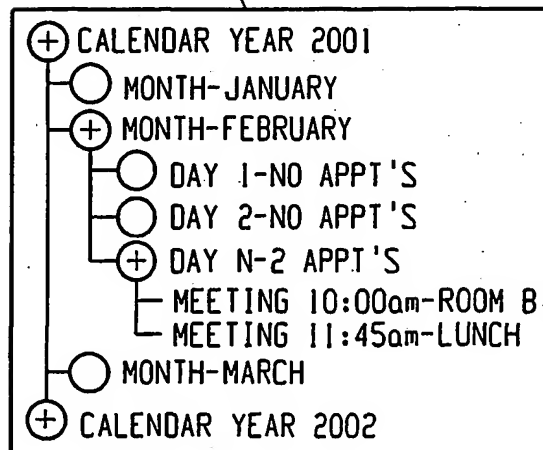 CALENDAR YEAR 2001
MONTH-JANUARY
MONTH-FEBRUARY
DAY 1-NO APPT'S
DAY 2-NO APPT'S
DAY N-2 APPT'S
MEETING 10:00am-ROOM B
MEETING 11:45am-LUNCH
MONTH-MARCH
CALENDAR YEAR 2002